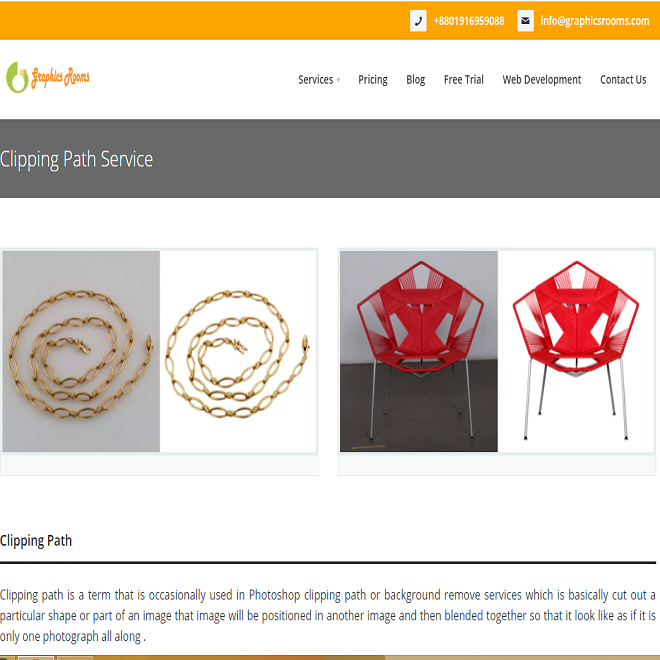 +8801916959088 info@graphicsrooms.com
Graphics Rooms
Services Pricing Blog Free Trial Web Development Contact Us
Clipping Path Service
Clipping Path
Clipping path is a term that is occasionally used in Photoshop clipping path or background remove services which is basically cut out a
particular shape or part of an image that image will be positioned in another image and then blended together so that it look like as if it is
only one photograph all along .